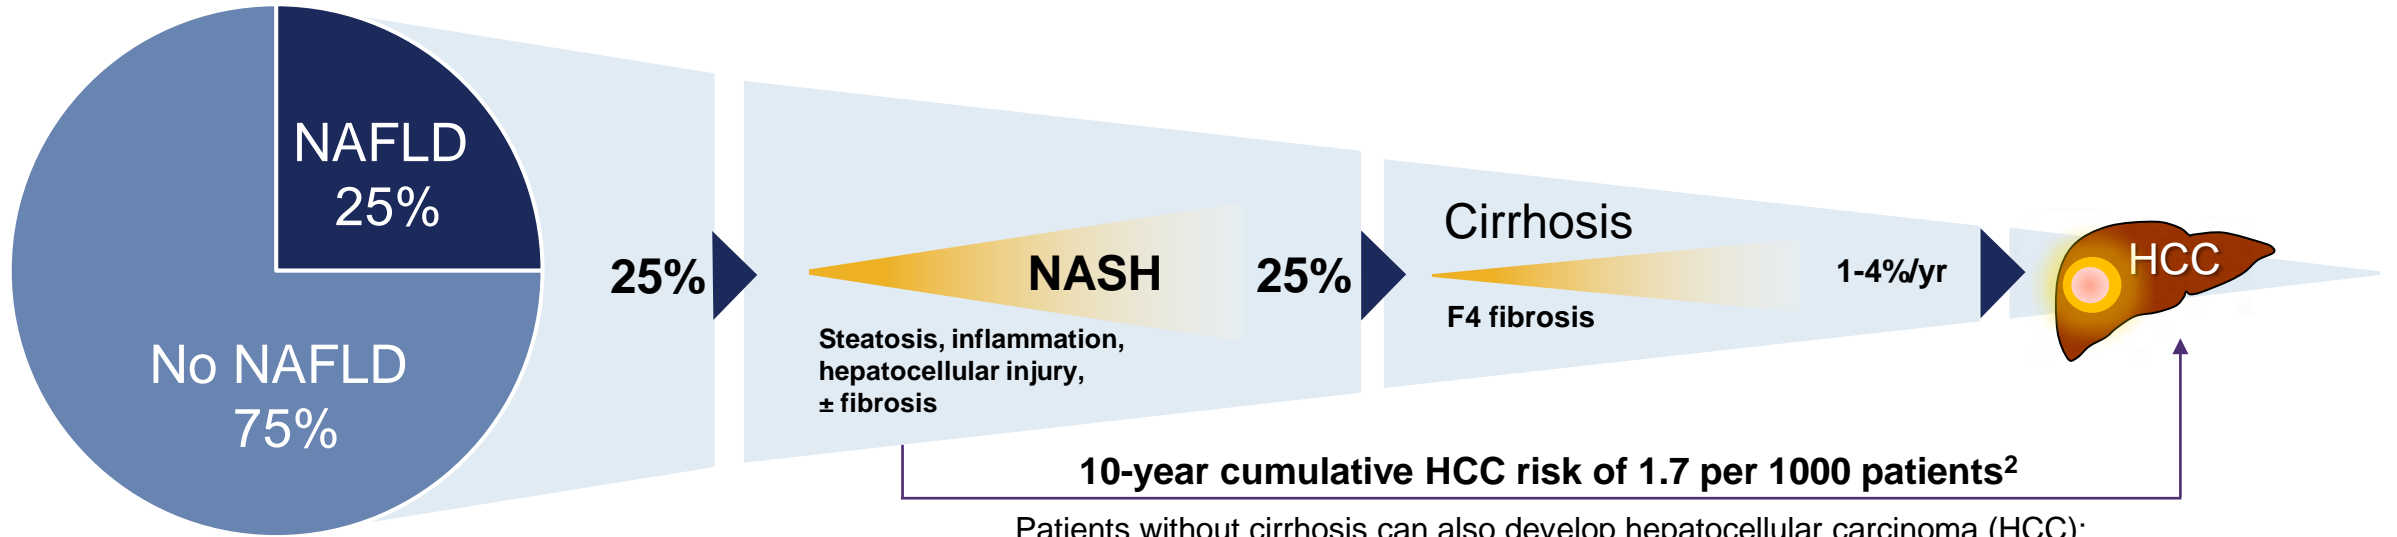 NAFLD
25%
No NAFLD
75%
25%
NASH
Steatosis, inflammation,
hepatocellular injury,
± fibrosis
25%
Cirrhosis
F4 fibrosis
1-4%/yr
HCC
10-year cumulative HCC risk of 1.7 per 1000 patients²
Patients without cirrhosis can also develop hepatocellular carcinoma (HCC):